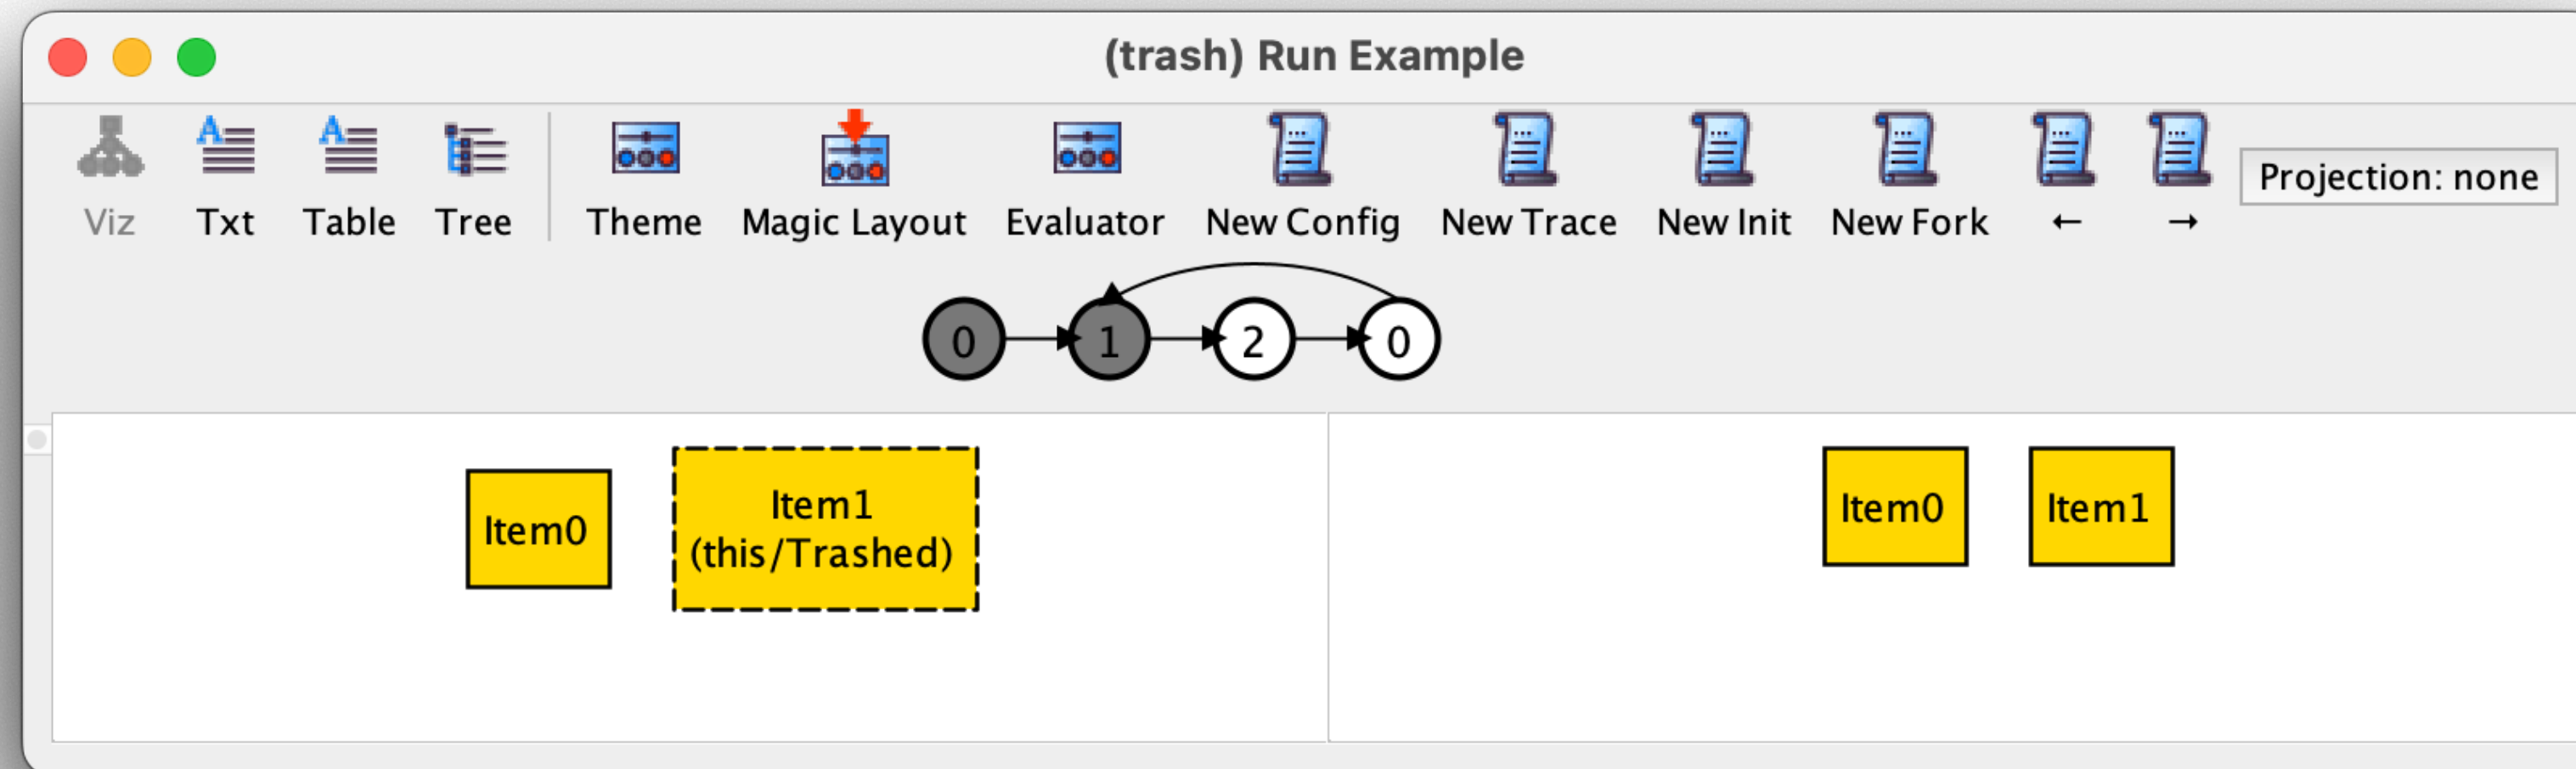 (trash) Run Example
Viz Txt Table Tree Theme Magic Layout Evaluator New Config New Trace New Init New Fork ← → Projection: none
0 1 2 0
Item0
Item1
(this/Trashed)
Item0
Item1